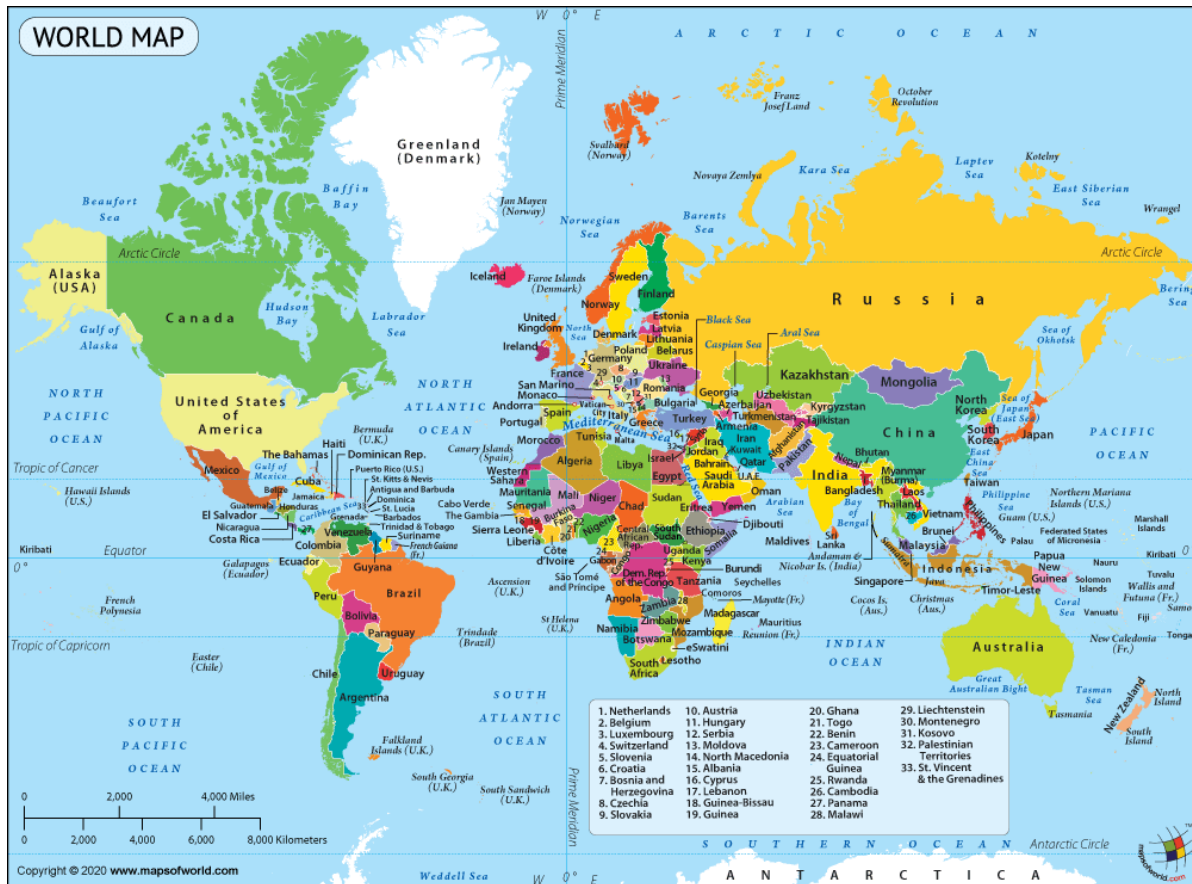 WORLD MAP
W 0° E
Prime Meridian
A R C T I C O C E A N
Greenland
(Denmark)
Svalbard
(Norway)
Franz
Josef Land
October
Revolution
Novaya Zemlya
Kara Sea
Laptev
Sea
Kotelny
East Siberian
Sea
Wrangel
Beaufort
Sea
Baffin
Bay
Jan Mayen
(Norway)
Norwegian
Sea
Barents
Sea
Arctic Circle
Arctic Circle
Alaska
(USA)
Gulf of
Alaska
Canada
Hudson
Bay
Labrador
Sea
Iceland
Faroe Islands
(Denmark)
Sweden
Norway
Finland
Russia
Bering
Sea
Sea of
Okhotsk
United
Kingdom
North
Sea
Ireland
Denmark
Estonia
Latvia
Lithuania
Black Sea
Caspian Sea
Aral Sea
Poland
Belarus
Germany
France
Ukraine
San Marino
Monaco
Romania
Andorra
Vatican
City
Italy
Bulgaria
Spain
Portugal
Greece
Turkey
Mediterranean Sea
Georgia
Azerbaijan
Armenia
Kazakhstan
Uzbekistan
Turkmenistan
Kyrgyzstan
Tajikistan
Mongolia
China
North
Korea
South
Korea
Sea of
Japan
(East Sea)
Japan
NORTH
PACIFIC
OCEAN
United States
of
America
NORTH
ATLANTIC
OCEAN
PACIFIC
OCEAN
Bermuda
(U.K.)
Canary Islands
(Spain)
Morocco
Tunisia
Malta
Israel
Jordan
Iraq
Iran
Kuwait
Bahrain
Qatar
Afghanistan
Pakistan
Nepal
Bhutan
East
China
Sea
Taiwan
Tropic of Cancer
Hawaii Islands
(U.S.)
Mexico
Gulf of
Mexico
The Bahamas
Haiti
Dominican Rep.
Cuba
Puerto Rico (U.S.)
St. Kitts & Nevis
Antigua and Barbuda
Dominica
St. Lucia
Barbados
Grenada
Trinidad & Tobago
Belize
Jamaica
Guatemala
Honduras
Caribbean Sea
El Salvador
Nicaragua
Costa Rica
Western
Sahara
Algeria
Libya
Egypt
Red Sea
Saudi
Arabia
U.A.E
Oman
Arabian
Sea
India
Bangladesh
Myanmar
(Burma)
Laos
Bay
of
Bengal
Thailand
Vietnam
Philippine
Sea
Philippines
Northern Mariana
Islands (U.S.)
Guam (U.S.)
Cabo Verde
Mauritania
Mali
Niger
Chad
Sudan
Eritrea
Yemen
Senegal
The Gambia
Burkina
Faso
Sierra Leone
Liberia
Côte
d'Ivoire
Nigeria
Central
African
Rep.
South
Sudan
Ethiopia
Djibouti
Somalia
Maldives
Sri
Lanka
Andaman &
Nicobar Is. (India)
Brunei
Malaysia
Palau
Federated States
of Micronesia
Marshall
Islands
Venezuela
Suriname
French Guiana
(Fr.)
Guyana
Colombia
Ecuador
Kiribati
Equator
0°
0°
Galapagos
(Ecuador)
São Tomé
and Príncipe
Gabon
Congo
Dem. Rep.
of the Congo
Uganda
Kenya
Burundi
Tanzania
Seychelles
Comoros
Mayotte (Fr.)
Sumatra
Singapore
Indonesia
Java
Timor-Leste
Papua
New
Guinea
Nauru
Kiribati
Solomon
Islands
Tuvalu
Wallis and
Futuna (Fr.)
Samo
French
Polynesia
Peru
Brazil
Bolivia
Paraguay
Ascension
(U.K.)
St Helena
(U.K.)
Trindade
(Brazil)
Angola
Zambia
Zimbabwe
Namibia
Botswana
Mozambique
Madagascar
Mauritius
Réunion (Fr.)
Cocos Is.
(Aus.)
Christmas
(Aus.)
Coral
Sea
Vanuatu
Fiji
Tonga
New Caledonia
(Fr.)
Tropic of Capricorn
Easter
(Chile)
Chile
Uruguay
Argentina
South
Africa
eSwatini
Lesotho
INDIAN
OCEAN
Australia
Great
Australian Bight
Tasman
Sea
Tasmania
New Zealand
North
Island
South
Island
SOUTH
PACIFIC
OCEAN
SOUTH
ATLANTIC
OCEAN
Falkland
Islands (U.K.)
South Georgia
(U.K.)
South Sandwich
(U.K.)
Prime Meridian
1. Netherlands
2. Belgium
3. Luxembourg
4. Switzerland
5. Slovenia
6. Croatia
7. Bosnia and
Herzegovina
8. Czechia
9. Slovakia
10. Austria
11. Hungary
12. Serbia
13. Moldova
14. North Macedonia
15. Albania
16. Cyprus
17. Lebanon
18. Guinea-Bissau
19. Guinea
20. Ghana
21. Togo
22. Benin
23. Cameroon
24. Equatorial
Guinea
25. Rwanda
26. Cambodia
27. Panama
28. Malawi
29. Liechtenstein
30. Montenegro
31. Kosovo
32. Palestinian
Territories
33. St. Vincent
& the Grenadines
0 2,000 4,000 Miles
0 2,000 4,000 6,000 8,000 Kilometers
SOUTHERN OCEAN
Antarctic Circle
Copyright © 2020 www.mapsofworld.com
Weddell Sea
W 0° E
ANTARCTICA
mapsofworld.com